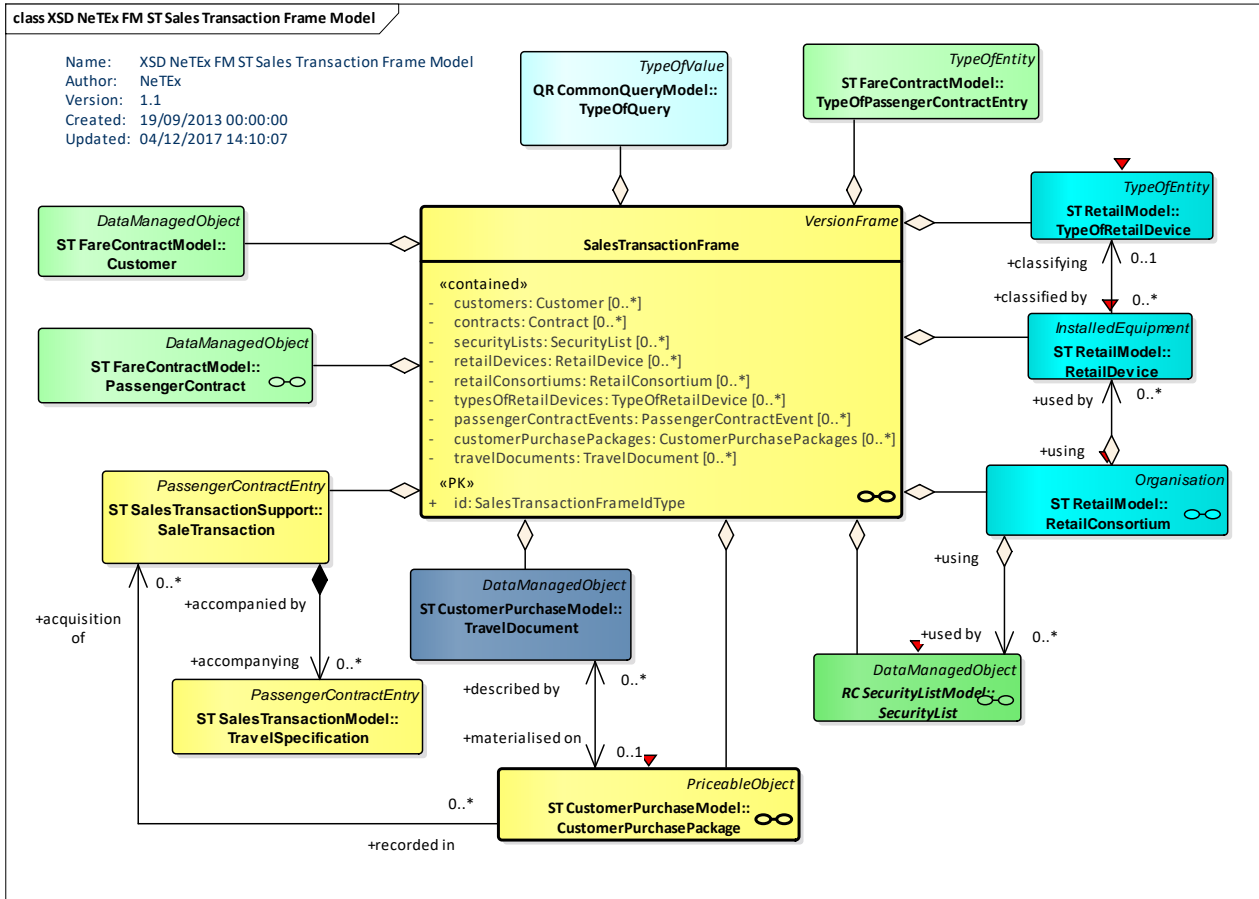 class XSD NeTEx FM ST Sales Transaction Frame Model
Name: XSD NeTEx FM ST Sales Transaction Frame Model
Author: NeTEx
Version: 1.1
Created: 19/09/2013 00:00:00
Updated: 04/12/2017 14:10:07
TypeOfValue
QR CommonQueryModel::
TypeOfQuery
TypeOfEntity
ST FareContractModel::
TypeOfPassengerContractEntry
DataManagedObject
ST FareContractModel::
Customer
VersionFrame
SalesTransactionFrame
«contained»
- customers: Customer [0..*]
- contracts: Contract [0..*]
- securityLists: SecurityList [0..*]
- retailDevices: RetailDevice [0..*]
- retailConsortiums: RetailConsortium [0..*]
- typesOfRetailDevices: TypeOfRetailDevice [0..*]
- passengerContractEvents: PassengerContractEvent [0..*]
- customerPurchasePackages: CustomerPurchasePackages [0..*]
- travelDocuments: TravelDocument [0..*]
«PK»
+ id: SalesTransactionFrameIdType
TypeOfEntity
ST RetailModel::
TypeOfRetailDevice
+classifying
0..1
+classified by
0..*
InstalledEquipment
ST RetailModel::
RetailDevice
+used by
0..*
+using
Organisation
ST RetailModel::
RetailConsortium
+using
+used by
0..*
DataManagedObject
RC SecurityListModel::
SecurityList
DataManagedObject
ST FareContractModel::
PassengerContract
PassengerContractEntry
ST SalesTransactionSupport::
SaleTransaction
0..*
+accompanied by
+acquisition
of
+accompanying
0..*
PassengerContractEntry
ST SalesTransactionModel::
TravelSpecification
DataManagedObject
ST CustomerPurchaseModel::
TravelDocument
+described by
0..*
+materialised on
0..1
PriceableObject
ST CustomerPurchaseModel::
CustomerPurchasePackage
0..*
+recorded in